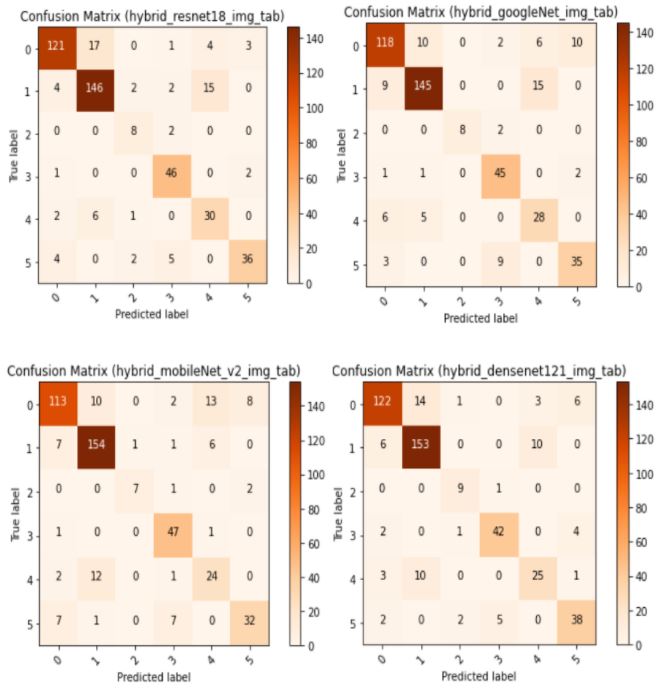 Confusion Matrix (hybrid_resnet18_img_tab)
0 121 17 0 1 4 3
1 4 146 2 2 15 0
2 0 0 8 2 0 0
3 1 0 0 46 0 2
4 2 6 1 0 30 0
5 4 0 2 5 0 36
0 1 2 3 4 5
True label
Predicted label
140
120
100
80
60
40
20
0
Confusion Matrix (hybrid_googleNet_img_tab)
0 118 10 0 2 6 10
1 9 145 0 0 15 0
2 0 0 8 2 0 0
3 1 1 0 45 0 2
4 6 5 0 0 28 0
5 3 0 0 9 0 35
0 1 2 3 4 5
True label
Predicted label
140
120
100
80
60
40
20
0
Confusion Matrix (hybrid_mobileNet_v2_img_tab)
0 113 10 0 2 13 8
1 7 154 1 1 6 0
2 0 0 7 1 0 2
3 1 0 0 47 1 0
4 2 12 0 1 24 0
5 7 1 0 7 0 32
0 1 2 3 4 5
True label
Predicted label
140
120
100
80
60
40
20
0
Confusion Matrix (hybrid_densenet121_img_tab)
0 122 14 1 0 3 6
1 6 153 0 0 10 0
2 0 0 9 1 0 0
3 2 0 1 42 0 4
4 3 10 0 0 25 1
5 2 0 2 5 0 38
0 1 2 3 4 5
True label
Predicted label
140
120
100
80
60
40
20
0